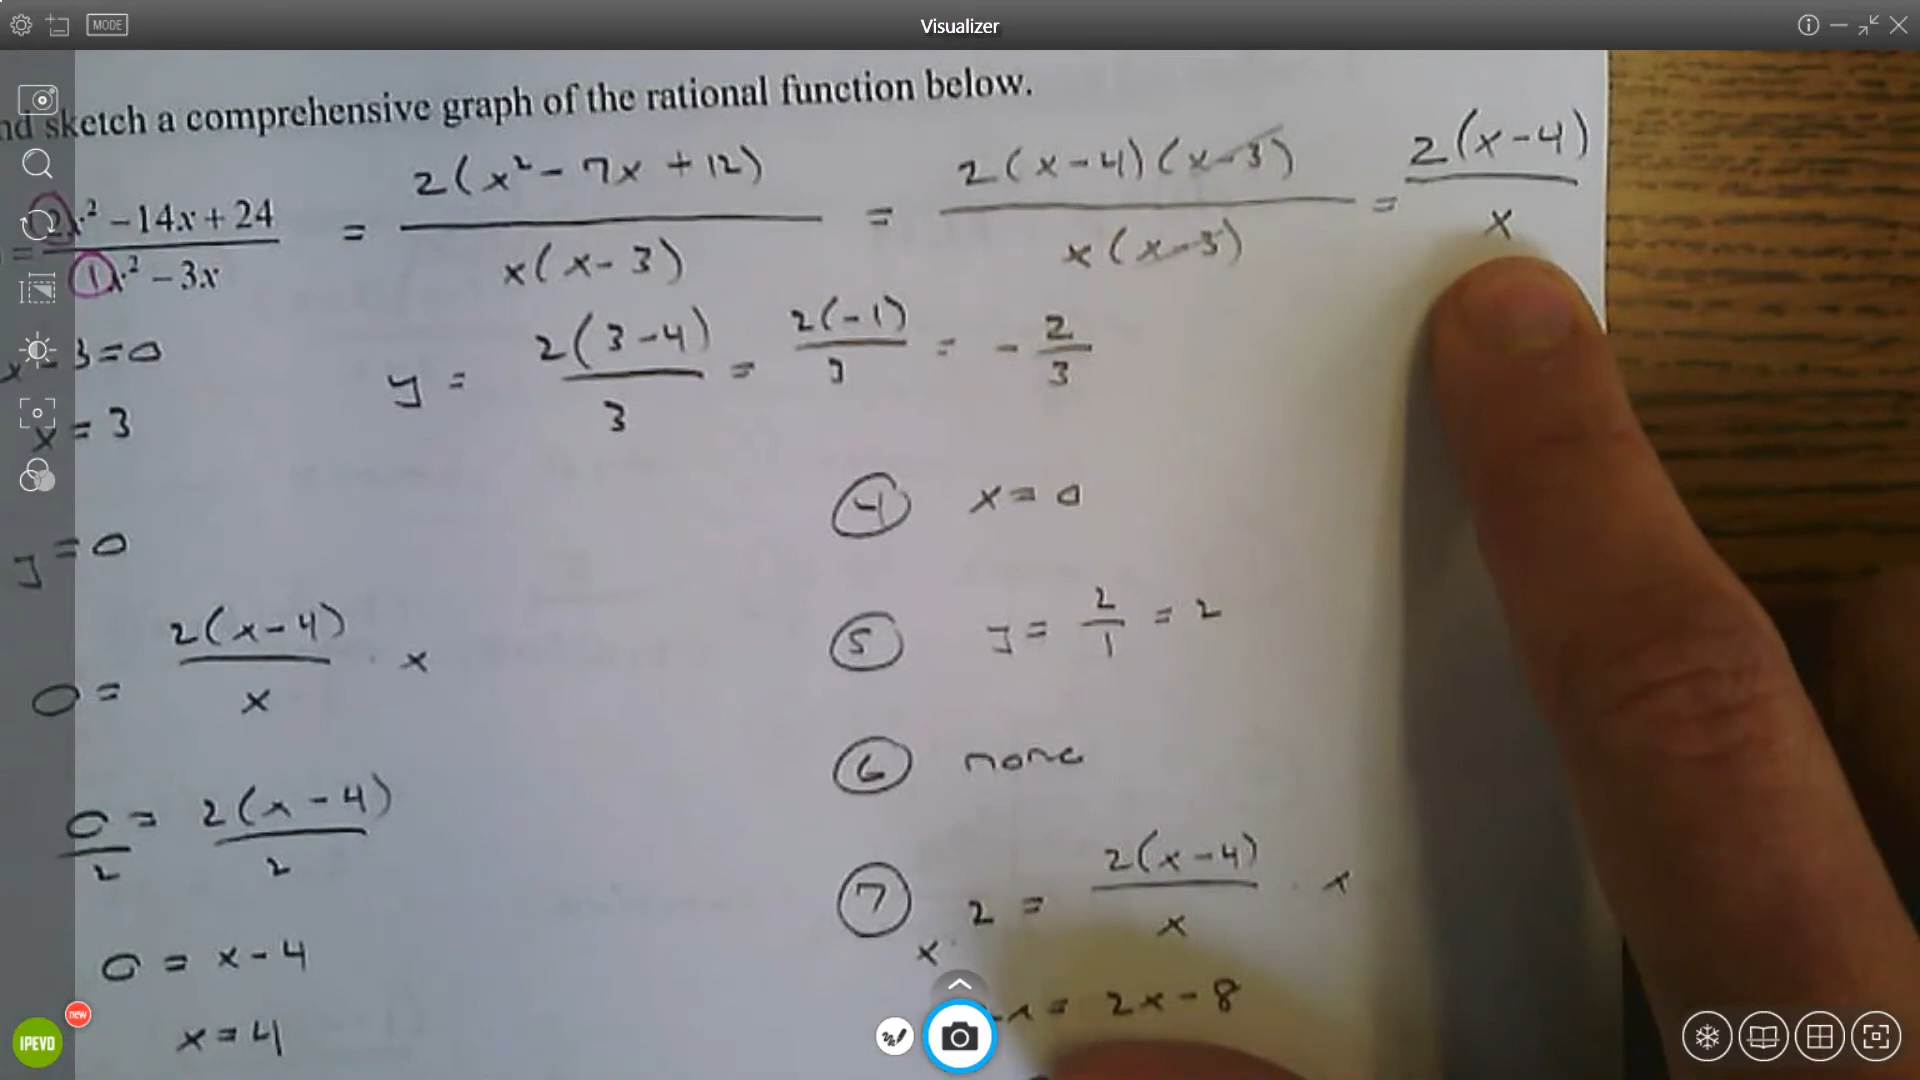 MODE
Visualizer
nd sketch a comprehensive graph of the rational function below.
= 2x² − 14x + 24 / 1x² − 3x = 2(x² − 7x + 12) / x(x − 3) = 2(x − 4)(x − 3) / x(x − 3) = 2(x − 4) / x
x − 3 = 0
y = 2(3 − 4) / 3 = 2(−1) / 3 = − 2/3
x = 3
y = 0
0 = 2(x − 4) / x · x
0/2 = 2(x − 4) / 2
0 = x − 4
x = 4
④ x = 0
⑤ y = 2/1 = 2
⑥ none
⑦ x · 2 = 2(x − 4) / x · x
x = 2x − 8
IPEVO
new